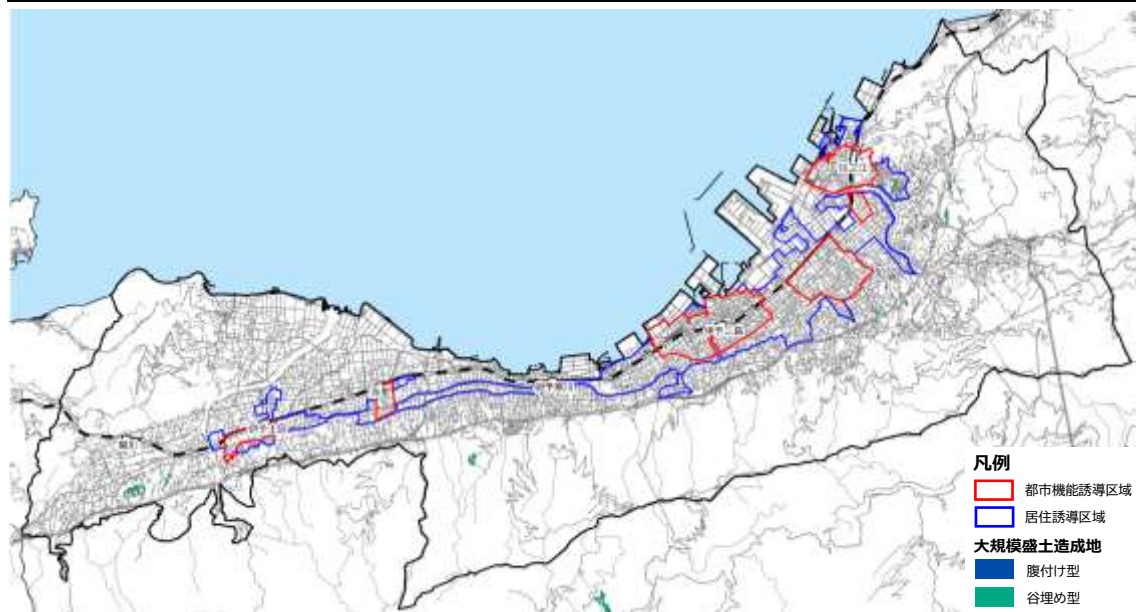 凡例
都市機能誘導区域
居住誘導区域
大規模盛土造成地
腹付け型
谷埋め型